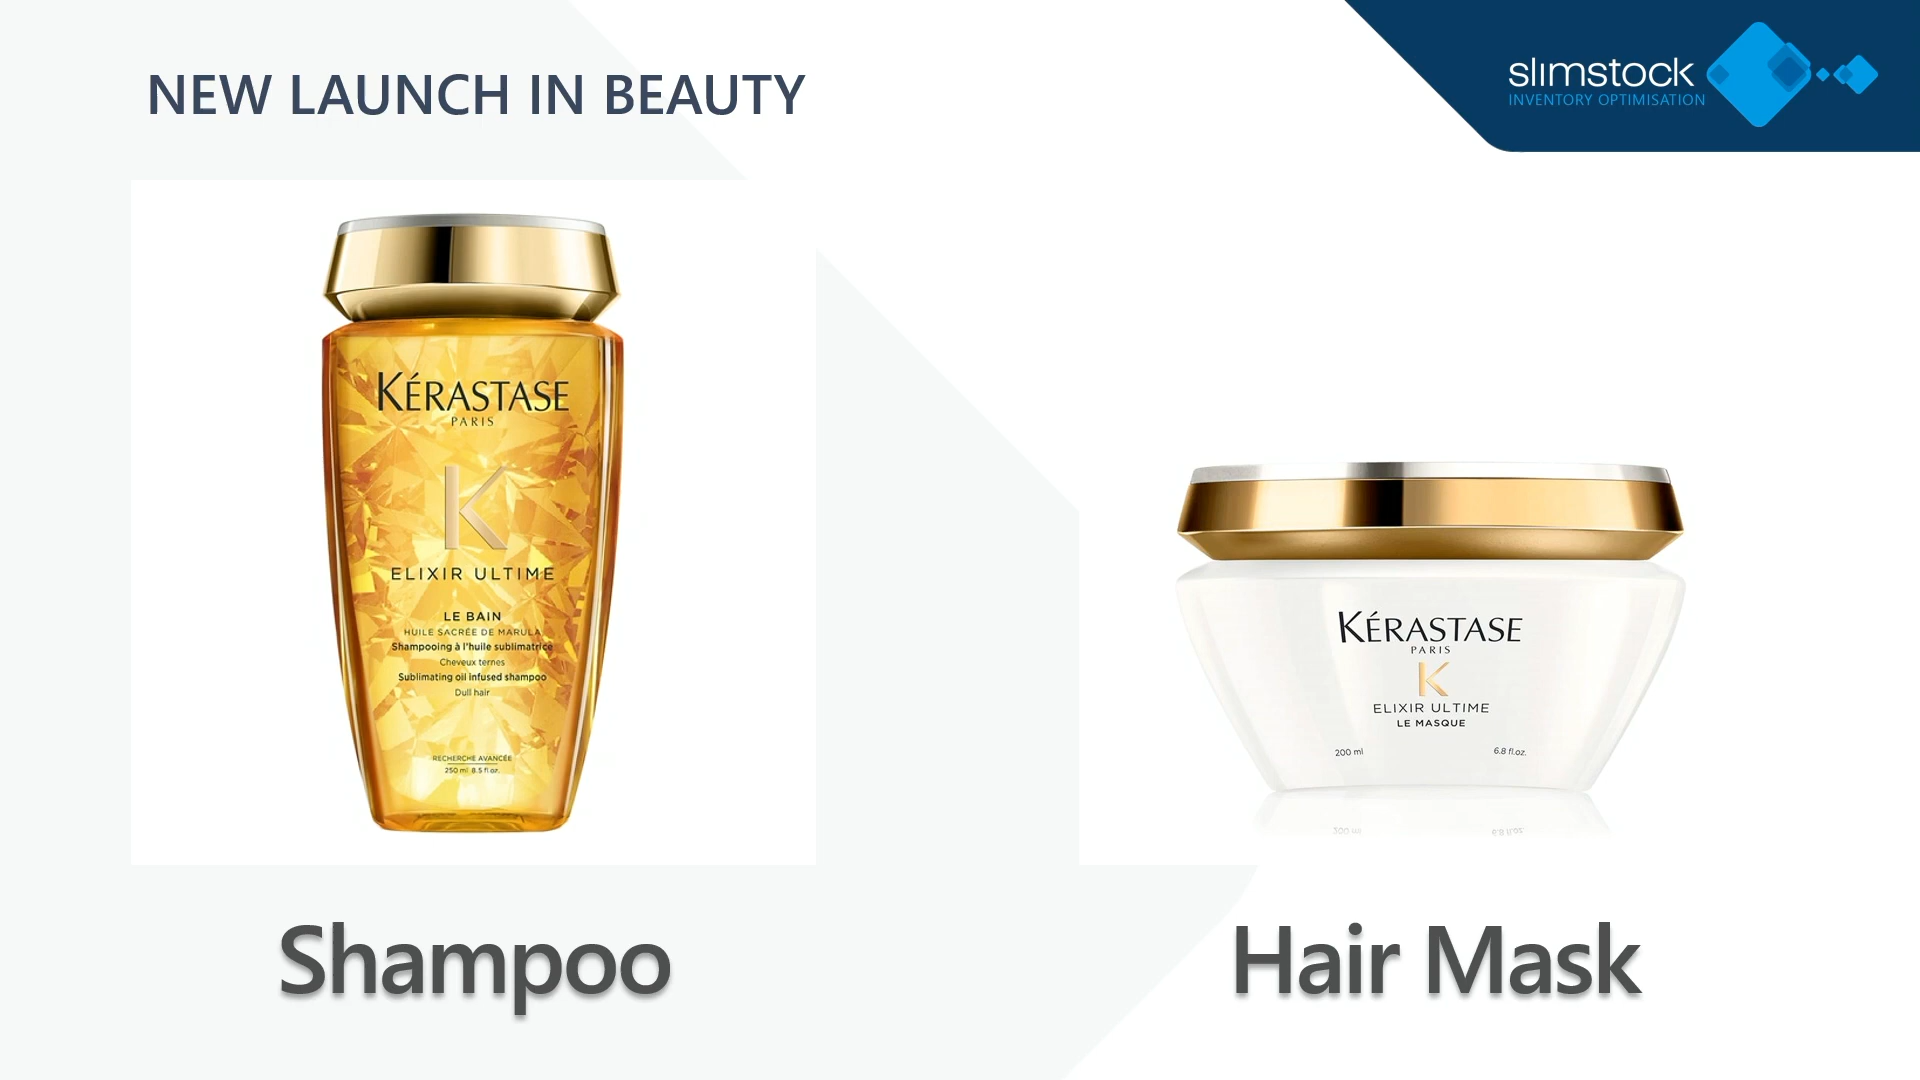 NEW LAUNCH IN BEAUTY
slimstock
INVENTORY OPTIMISATION
KÉRASTASE
PARIS
K
ELIXIR ULTIME
LE BAIN
HUILE SACRÉE DE MARULA
Shampooing à l'huile sublimatrice
Cheveux ternes
Sublimating oil infused shampoo
Dull hair
RECHERCHE AVANCÉE
250 ml 8.5 fl.oz.
KÉRASTASE
PARIS
K
ELIXIR ULTIME
LE MASQUE
200 ml 6.8 fl.oz.
Shampoo
Hair Mask